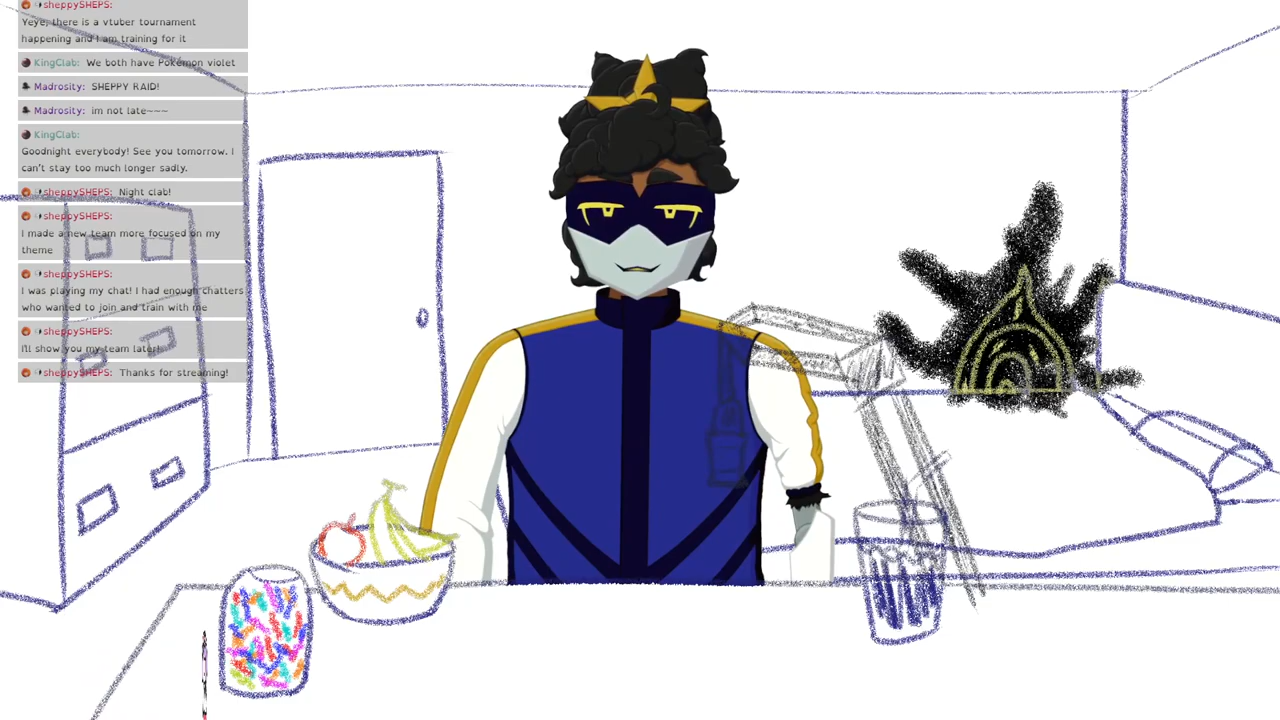 sheppySHEPS:
Yeye, there is a vtuber tournament
happening and I am training for it
KingClab: We both have Pokémon violet
Madrosity: SHEPPY RAID!
Madrosity: im not late~~~
KingClab:
Goodnight everybody! See you tomorrow. I
can't stay too much longer sadly.
sheppySHEPS: Night clab!
sheppySHEPS:
I made a new team more focused on my
theme
sheppySHEPS:
I was playing my chat! I had enough chatters
who wanted to join and train with me
sheppySHEPS:
I'll show you my team later!
sheppySHEPS: Thanks for streaming!